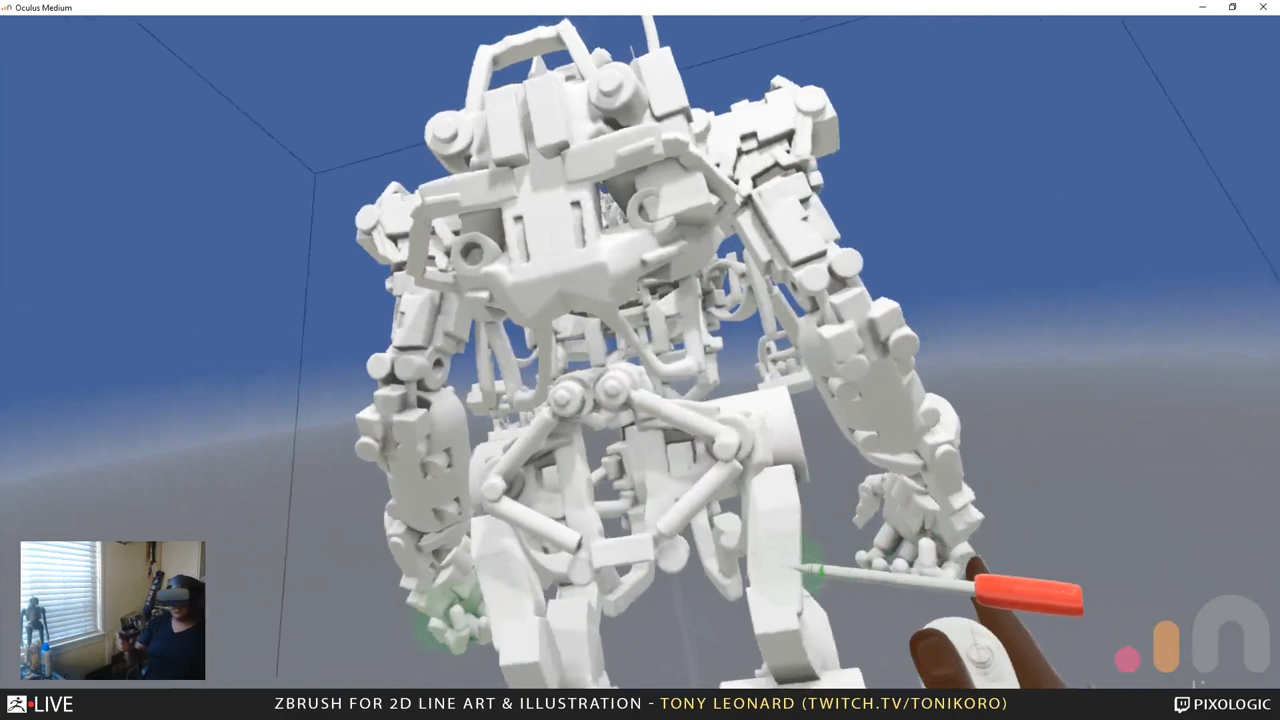 Oculus Medium
LIVE
ZBRUSH FOR 2D LINE ART & ILLUSTRATION - TONY LEONARD (TWITCH.TV/TONIKORO)
PIXOLOGIC